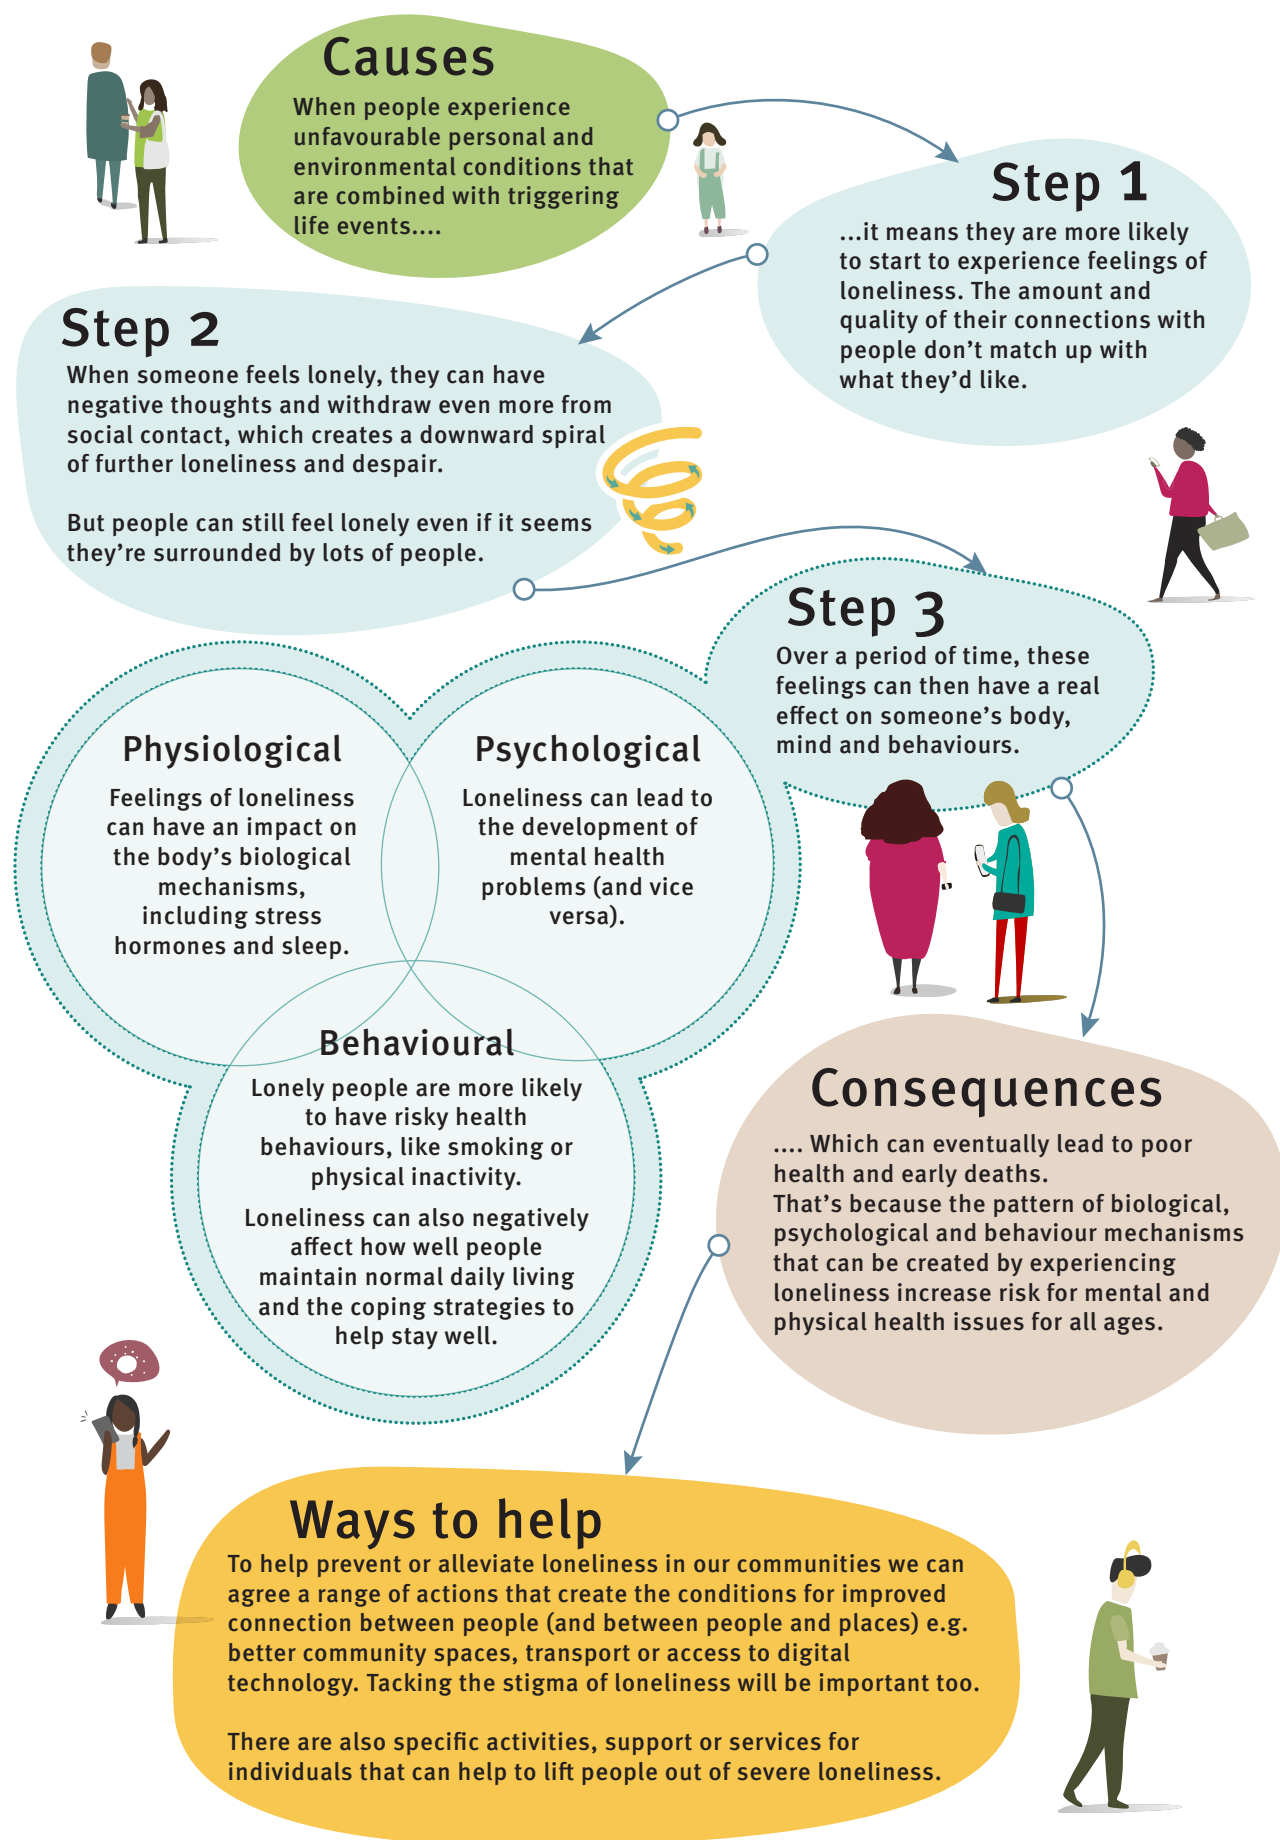 Causes
When people experience
unfavourable personal and
environmental conditions that
are combined with triggering
life events....
Step 1
...it means they are more likely
to start to experience feelings of
loneliness. The amount and
quality of their connections with
people don’t match up with
what they’d like.
Step 2
When someone feels lonely, they can have
negative thoughts and withdraw even more from
social contact, which creates a downward spiral
of further loneliness and despair.
But people can still feel lonely even if it seems
they’re surrounded by lots of people.
Step 3
Over a period of time, these
feelings can then have a real
effect on someone’s body,
mind and behaviours.
Physiological
Feelings of loneliness
can have an impact on
the body’s biological
mechanisms,
including stress
hormones and sleep.
Psychological
Loneliness can lead to
the development of
mental health
problems (and vice
versa).
Behavioural
Lonely people are more likely
to have risky health
behaviours, like smoking or
physical inactivity.
Loneliness can also negatively
affect how well people
maintain normal daily living
and the coping strategies to
help stay well.
Consequences
.... Which can eventually lead to poor
health and early deaths.
That’s because the pattern of biological,
psychological and behaviour mechanisms
that can be created by experiencing
loneliness increase risk for mental and
physical health issues for all ages.
Ways to help
To help prevent or alleviate loneliness in our communities we can
agree a range of actions that create the conditions for improved
connection between people (and between people and places) e.g.
better community spaces, transport or access to digital
technology. Tacking the stigma of loneliness will be important too.
There are also specific activities, support or services for
individuals that can help to lift people out of severe loneliness.